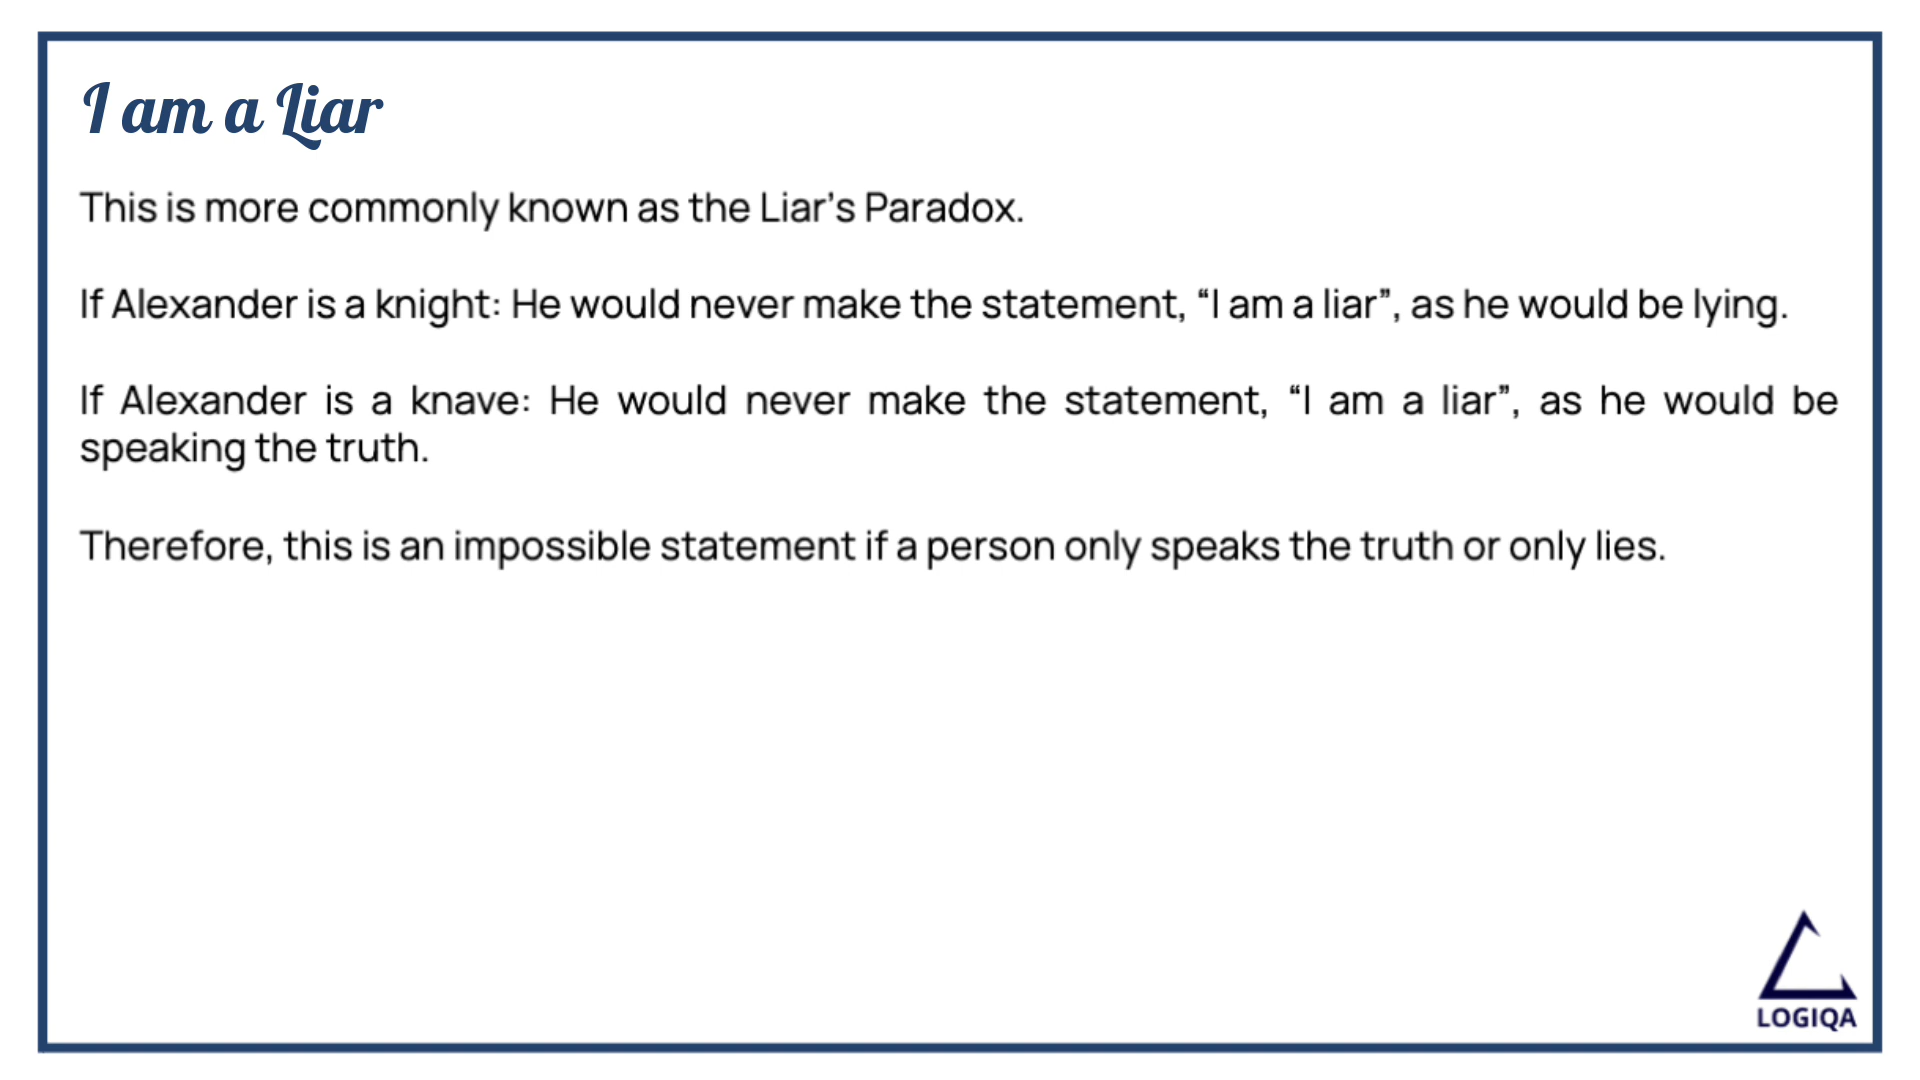 I am a Liar
This is more commonly known as the Liar’s Paradox.
If Alexander is a knight: He would never make the statement, “I am a liar”, as he would be lying.
If Alexander is a knave: He would never make the statement, “I am a liar”, as he would be
speaking the truth.
Therefore, this is an impossible statement if a person only speaks the truth or only lies.
LOGIQA